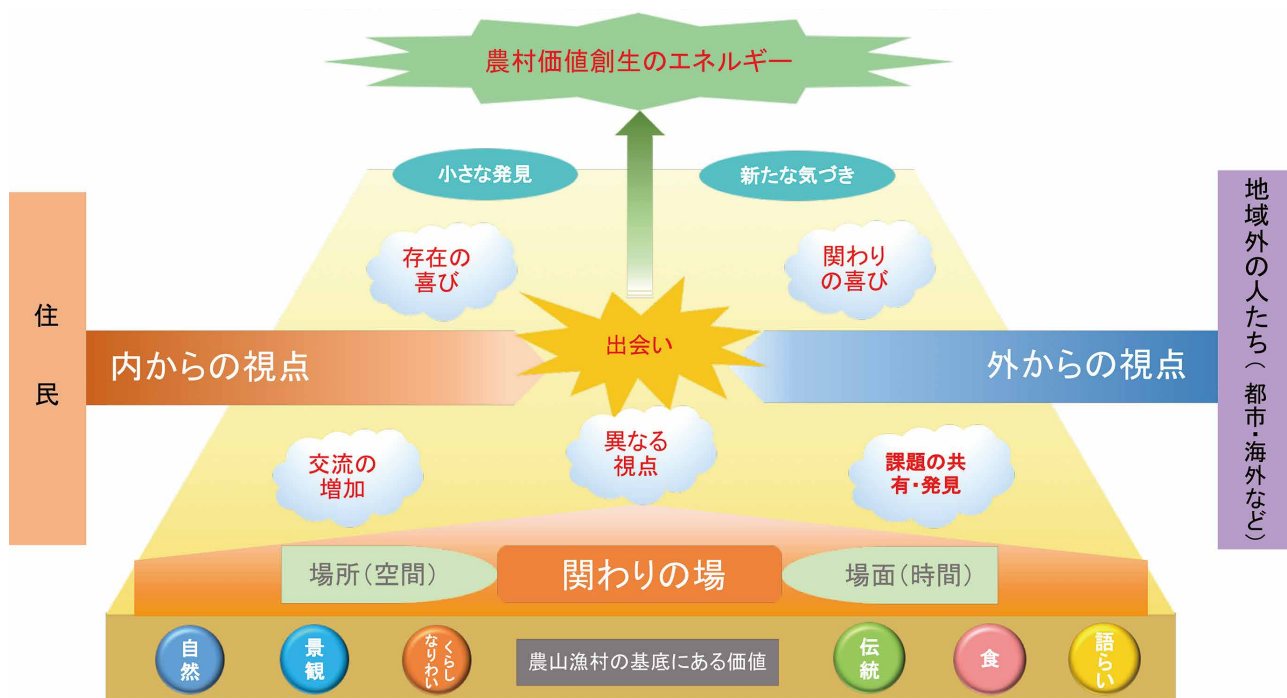 農村価値創生のエネルギー
小さな発見
新たな気づき
存在の
喜び
関わり
の喜び
住民
内からの視点
出会い
外からの視点
地域外の人たち（都市・海外など）
交流の
増加
異なる
視点
課題の共
有・発見
場所（空間）
関わりの場
場面（時間）
自然
景観
くらし
なりわい
農山漁村の基底にある価値
伝統
食
語らい